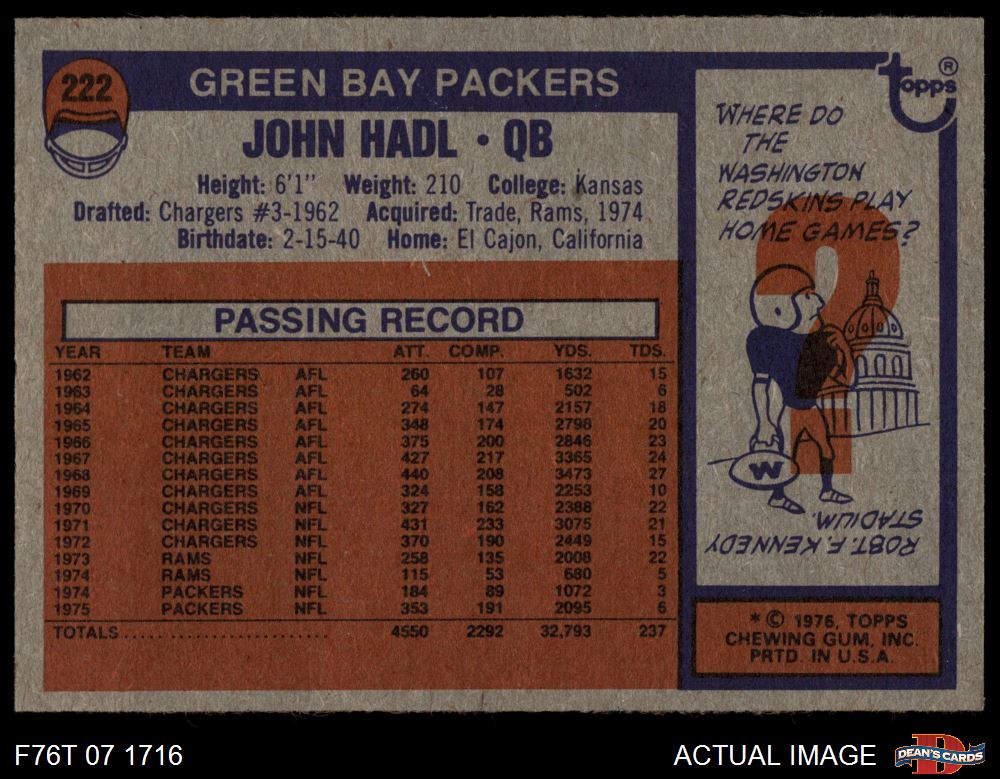 222
GREEN BAY PACKERS
JOHN HADL • QB
Height: 6'1" Weight: 210 College: Kansas
Drafted: Chargers #3-1962 Acquired: Trade, Rams, 1974
Birthdate: 2-15-40 Home: El Cajon, California
PASSING RECORD
YEAR TEAM ATT. COMP. YDS. TDS.
1962 CHARGERS AFL 260 107 1632 15
1963 CHARGERS AFL 64 28 502 6
1964 CHARGERS AFL 274 147 2157 18
1965 CHARGERS AFL 348 174 2798 20
1966 CHARGERS AFL 375 200 2846 23
1967 CHARGERS AFL 427 217 3365 24
1968 CHARGERS AFL 440 208 3473 27
1969 CHARGERS AFL 324 158 2253 10
1970 CHARGERS NFL 327 162 2388 22
1971 CHARGERS NFL 431 233 3075 21
1972 CHARGERS NFL 370 190 2449 15
1973 RAMS NFL 258 135 2008 22
1974 RAMS NFL 115 53 680 5
1974 PACKERS NFL 184 89 1072 3
1975 PACKERS NFL 353 191 2095 6
TOTALS........................ 4550 2292 32,793 237
topps®
WHERE DO
THE
WASHINGTON
REDSKINS PLAY
HOME GAMES?
?
W
ROBT. F. KENNEDY
STADIUM.
* © 1976, TOPPS
CHEWING GUM, INC.
PRTD. IN U.S.A.
F76T 07 1716
ACTUAL IMAGE
D
DEAN'S CARDS